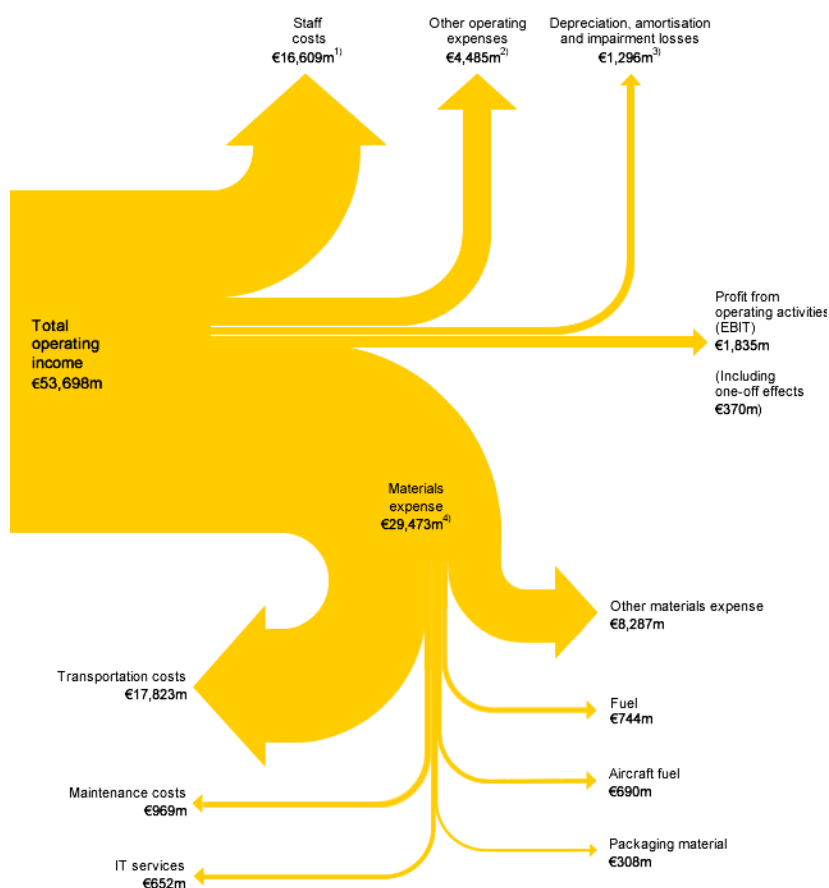 Staff
costs
€16,609m1)
Other operating
expenses
€4,485m2)
Depreciation, amortisation
and impairment losses
€1,296m3)
Total
operating
income
€53,698m
Profit from
operating activities
(EBIT)
€1,835m
(Including
one-off effects
€370m)
Materials
expense
€29,473m4)
Other materials expense
€8,287m
Transportation costs
€17,823m
Fuel
€744m
Aircraft fuel
€690m
Maintenance costs
€969m
Packaging material
€308m
IT services
€652m